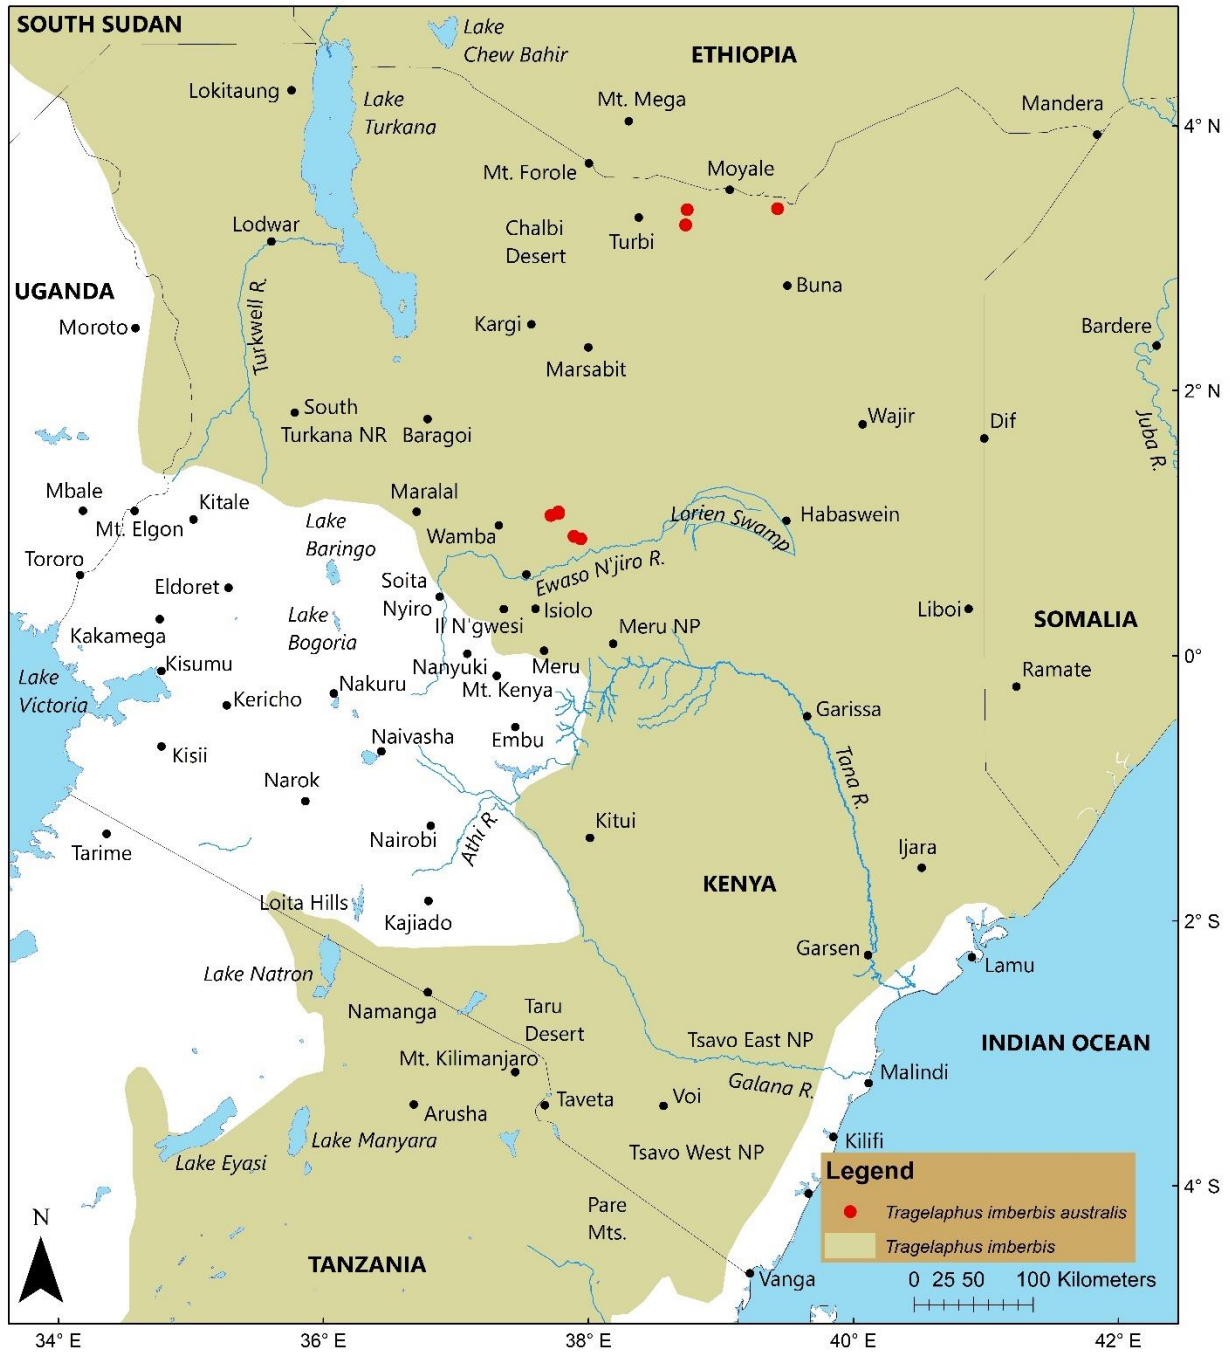 SOUTH SUDAN
Lake
Chew Bahir
ETHIOPIA
Lokitaung
Lake
Turkana
Mt. Mega
Mandera
4° N
Mt. Forole
Moyale
Lodwar
Chalbi
Desert
Turbi
UGANDA
Moroto
Turkwell R.
Buna
Kargi
Marsabit
Bardere
2° N
South
Turkana NR
Baragoi
Wajir
Dif
Juba R.
Mbale
Mt. Elgon
Kitale
Maralal
Lake
Baringo
Wamba
Lorien Swamp
Habaswein
Tororo
Eldoret
Soita
Nyiro
Ewaso N'jiro R.
Lake
Bogoria
Il N'gwesi
Isiolo
Liboi
SOMALIA
Kakamega
Meru NP
Kisumu
Nanyuki
Meru
0°
Lake
Victoria
Kericho
Nakuru
Mt. Kenya
Ramate
Garissa
Kisii
Naivasha
Embu
Tana R.
Narok
Tarime
Nairobi
Athi R.
Kitui
Ijara
KENYA
Loita Hills
Kajiado
2° S
Garsen
Lamu
Lake Natron
Namanga
Taru
Desert
Tsavo East NP
INDIAN OCEAN
Mt. Kilimanjaro
Galana R.
Malindi
Arusha
Taveta
Voi
Lake Manyara
Kilifi
Lake Eyasi
Tsavo West NP
Legend
Tragelaphus imberbis australis
Tragelaphus imberbis
4° S
Pare
Mts.
N
TANZANIA
Vanga
0 25 50 100 Kilometers
34° E 36° E 38° E 40° E 42° E